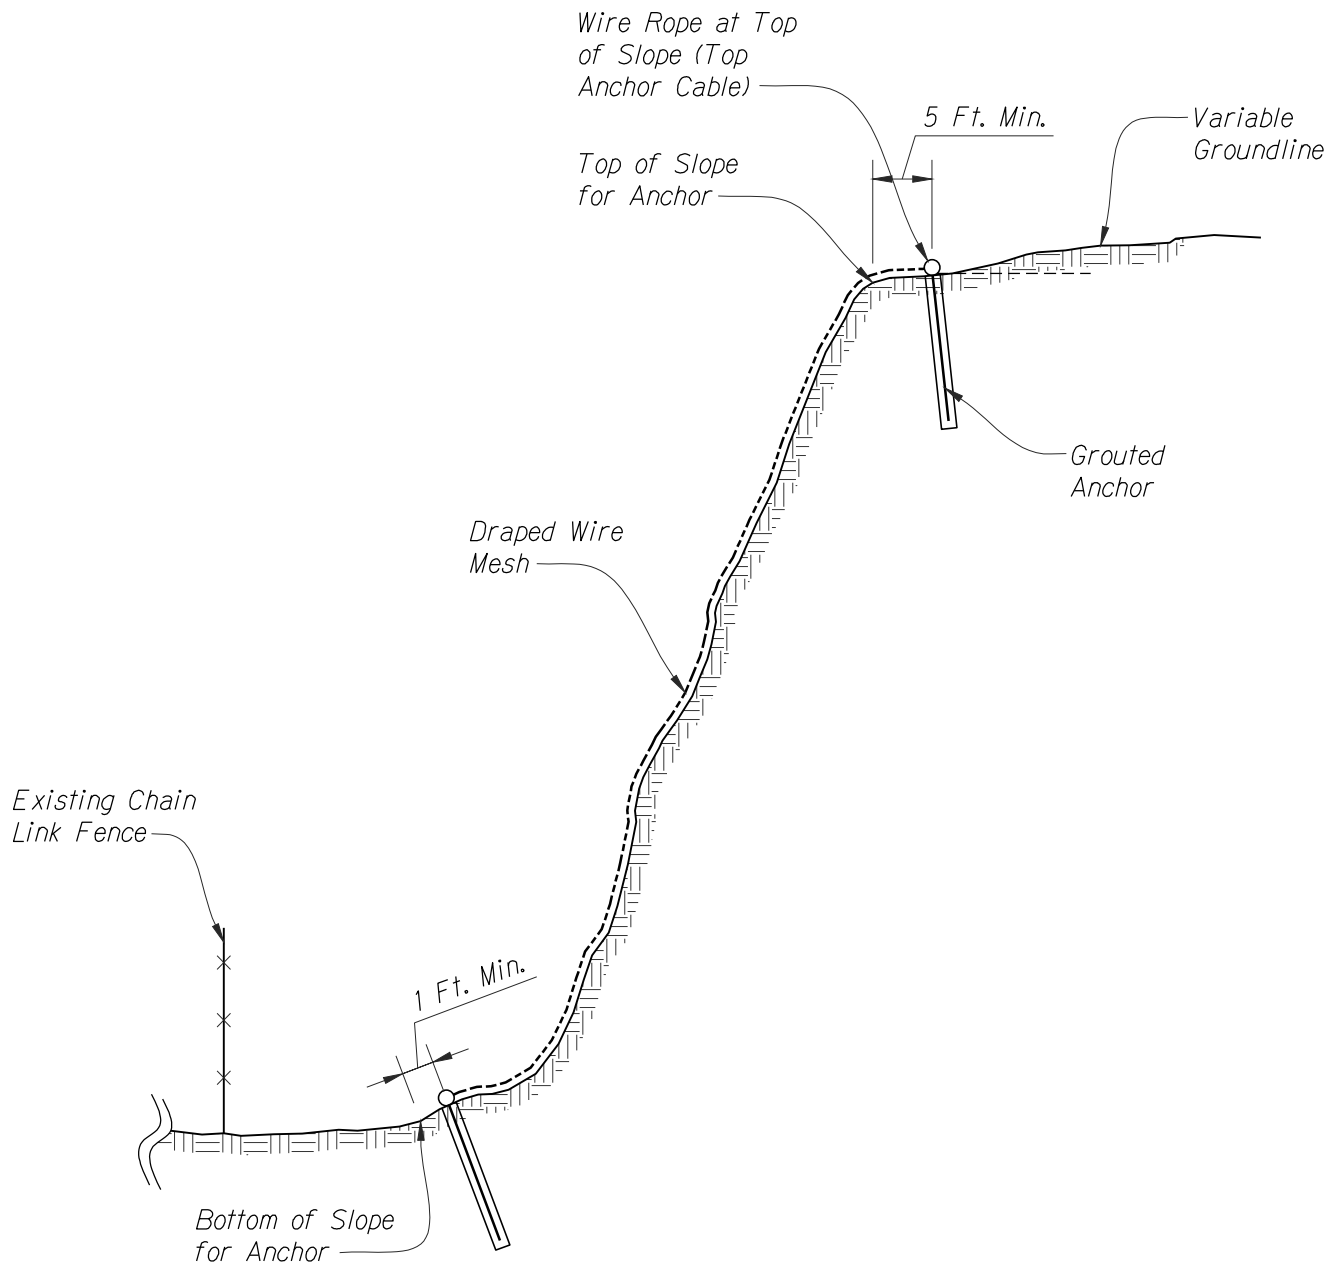 Wire Rope at Top
of Slope (Top
Anchor Cable)
5 Ft. Min.
Variable
Groundline
Top of Slope
for Anchor
Grouted
Anchor
Draped Wire
Mesh
Existing Chain
Link Fence
1 Ft. Min.
Bottom of Slope
for Anchor